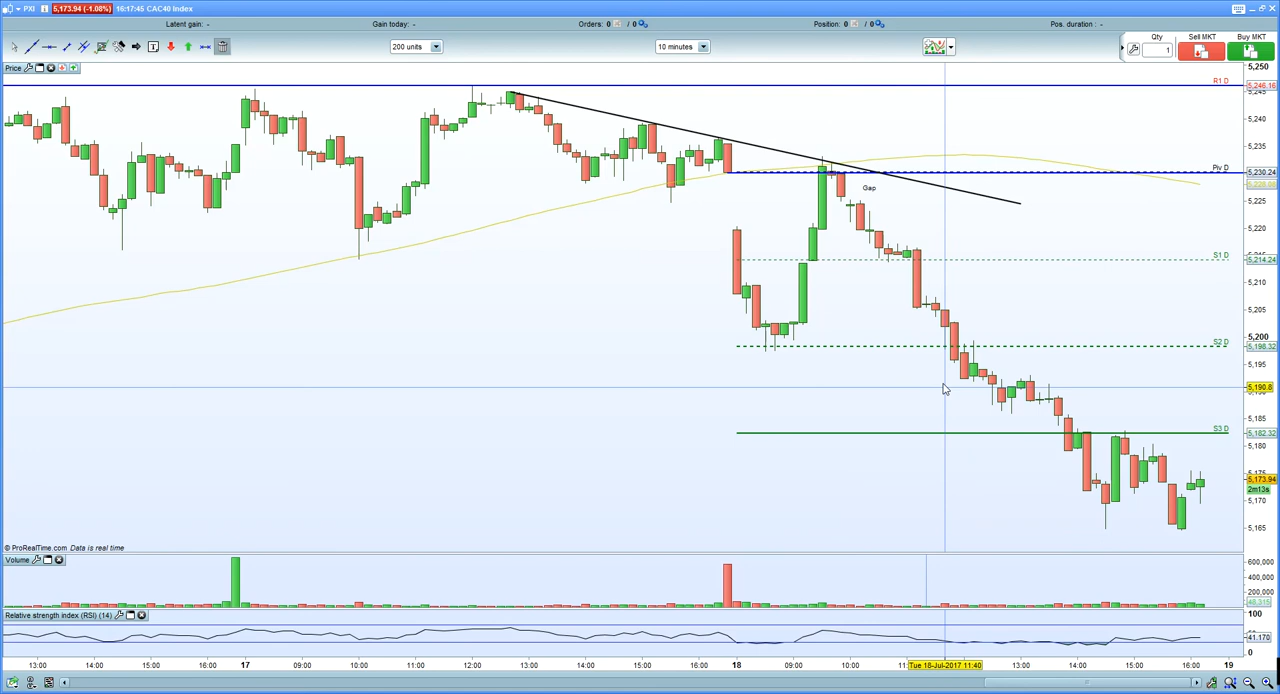 PXI 5,173.94 (-1.08%) 16:17:45 CAC40 Index
Latent gain: - Gain today: - Orders: 0 / 0 Position: 0 / 0 Pos. duration : -
200 units 10 minutes Qty 1 Sell MKT Buy MKT
Price
5,250
R1 D 5,246.16
5,240
5,235
Piv D 5,230.24
Gap
5,225
5,220
S1 D 5,214.24
5,210
5,205
5,200
S2 D 5,198.32
5,195
5,190.8
5,185
S3 D 5,182.32
5,180
5,175
5,173.94
2m13s
5,170
5,165
© ProRealTime.com Data is real time
Volume
600,000
400,000
200,000
48,315
Relative strength index (RSI) (14)
100
41.170
0
13:00 14:00 15:00 16:00 17 09:00 10:00 11:00 12:00 13:00 14:00 15:00 16:00 18 09:00 10:00 11: Tue 18-Jul-2017 11:40 13:00 14:00 15:00 16:00 19